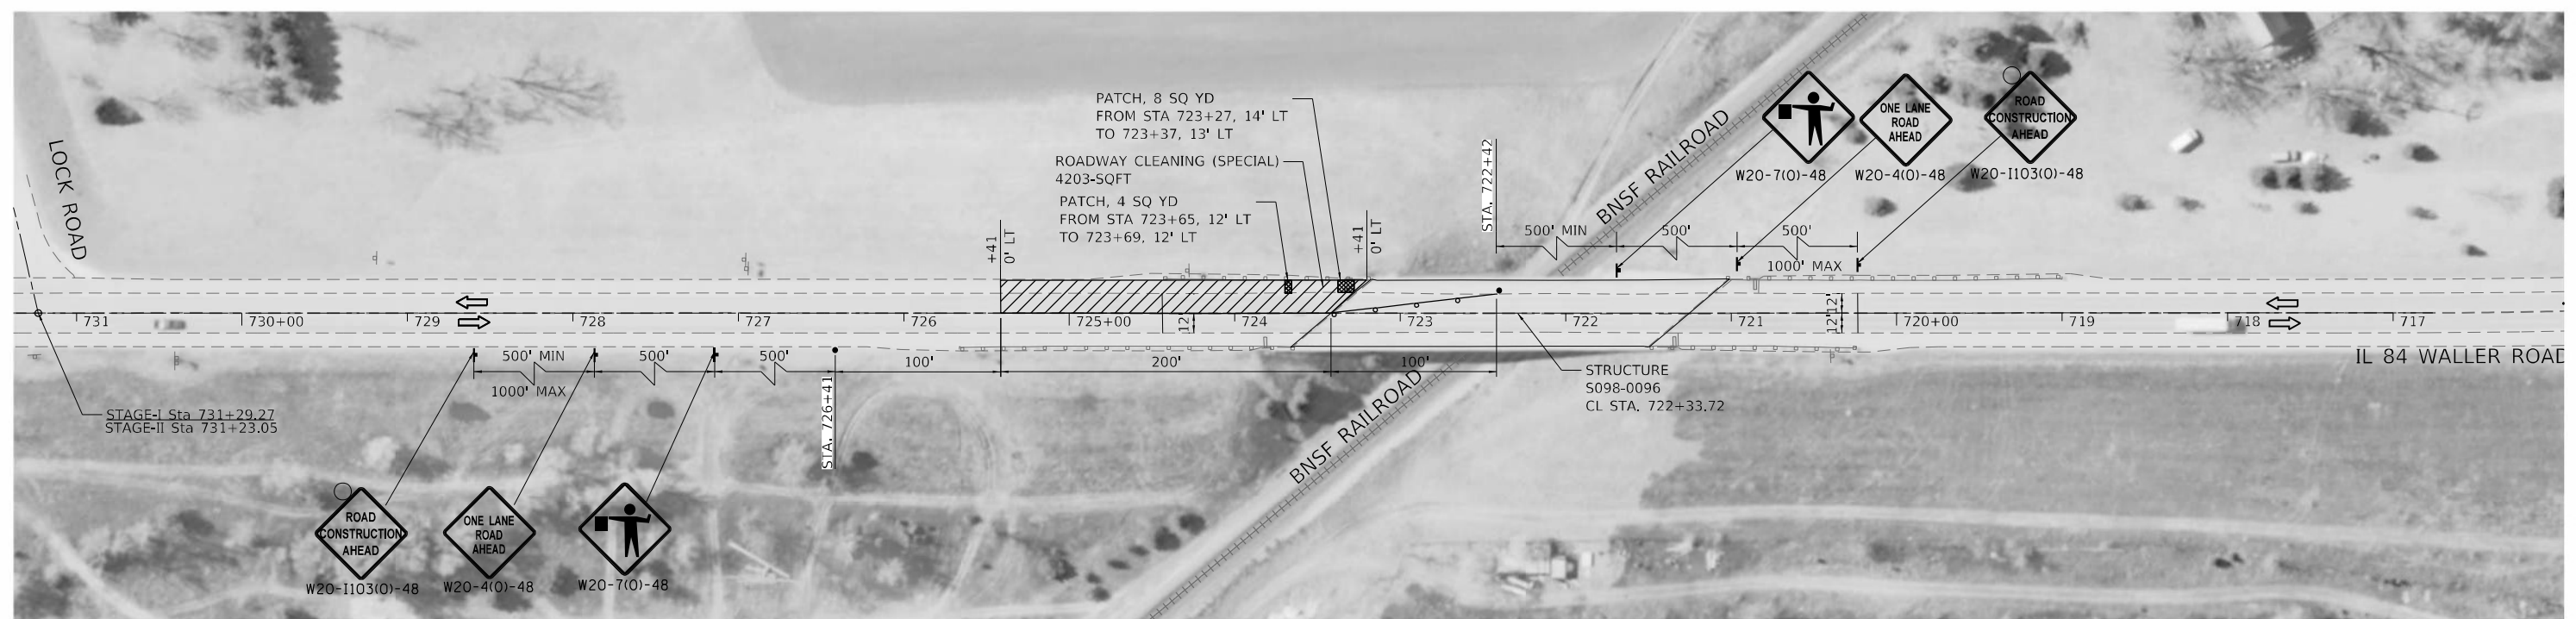 PATCH, 8 SQ YD
FROM STA 723+27, 14' LT
TO 723+37, 13' LT
ROADWAY CLEANING (SPECIAL)
4203-SQFT
PATCH, 4 SQ YD
FROM STA 723+65, 12' LT
TO 723+69, 12' LT
LOCK ROAD
+41
0' LT
+41
0' LT
STA. 722+42
BNSF RAILROAD
ONE LANE
ROAD
AHEAD
ROAD
CONSTRUCTION
AHEAD
W20-7(O)-48
W20-4(O)-48
W20-I103(O)-48
500' MIN
500'
500'
1000' MAX
731
730+00
729
728
727
726
725+00
724
723
722
721
720+00
719
718
717
12'
12'
12'
500' MIN
500'
500'
100'
200'
100'
1000' MAX
STA. 726+41
IL 84 WALLER ROAD
STRUCTURE
S098-0096
CL STA. 722+33.72
BNSF RAILROAD
STAGE-I Sta 731+29.27
STAGE-II Sta 731+23.05
ROAD
CONSTRUCTION
AHEAD
ONE LANE
ROAD
AHEAD
W20-I103(O)-48
W20-4(O)-48
W20-7(O)-48